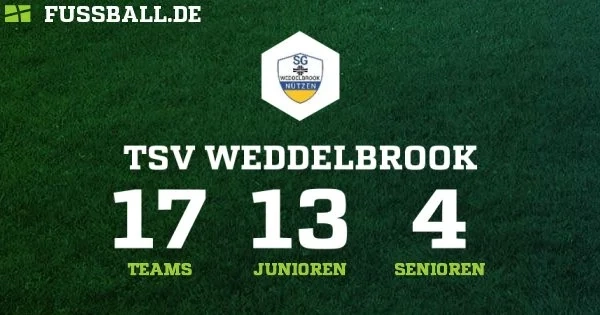 FUSSBALL.DE
SG
WEDDELBROOK
NÜTZEN
TSV WEDDELBROOK
17 13 4
TEAMS JUNIOREN SENIOREN